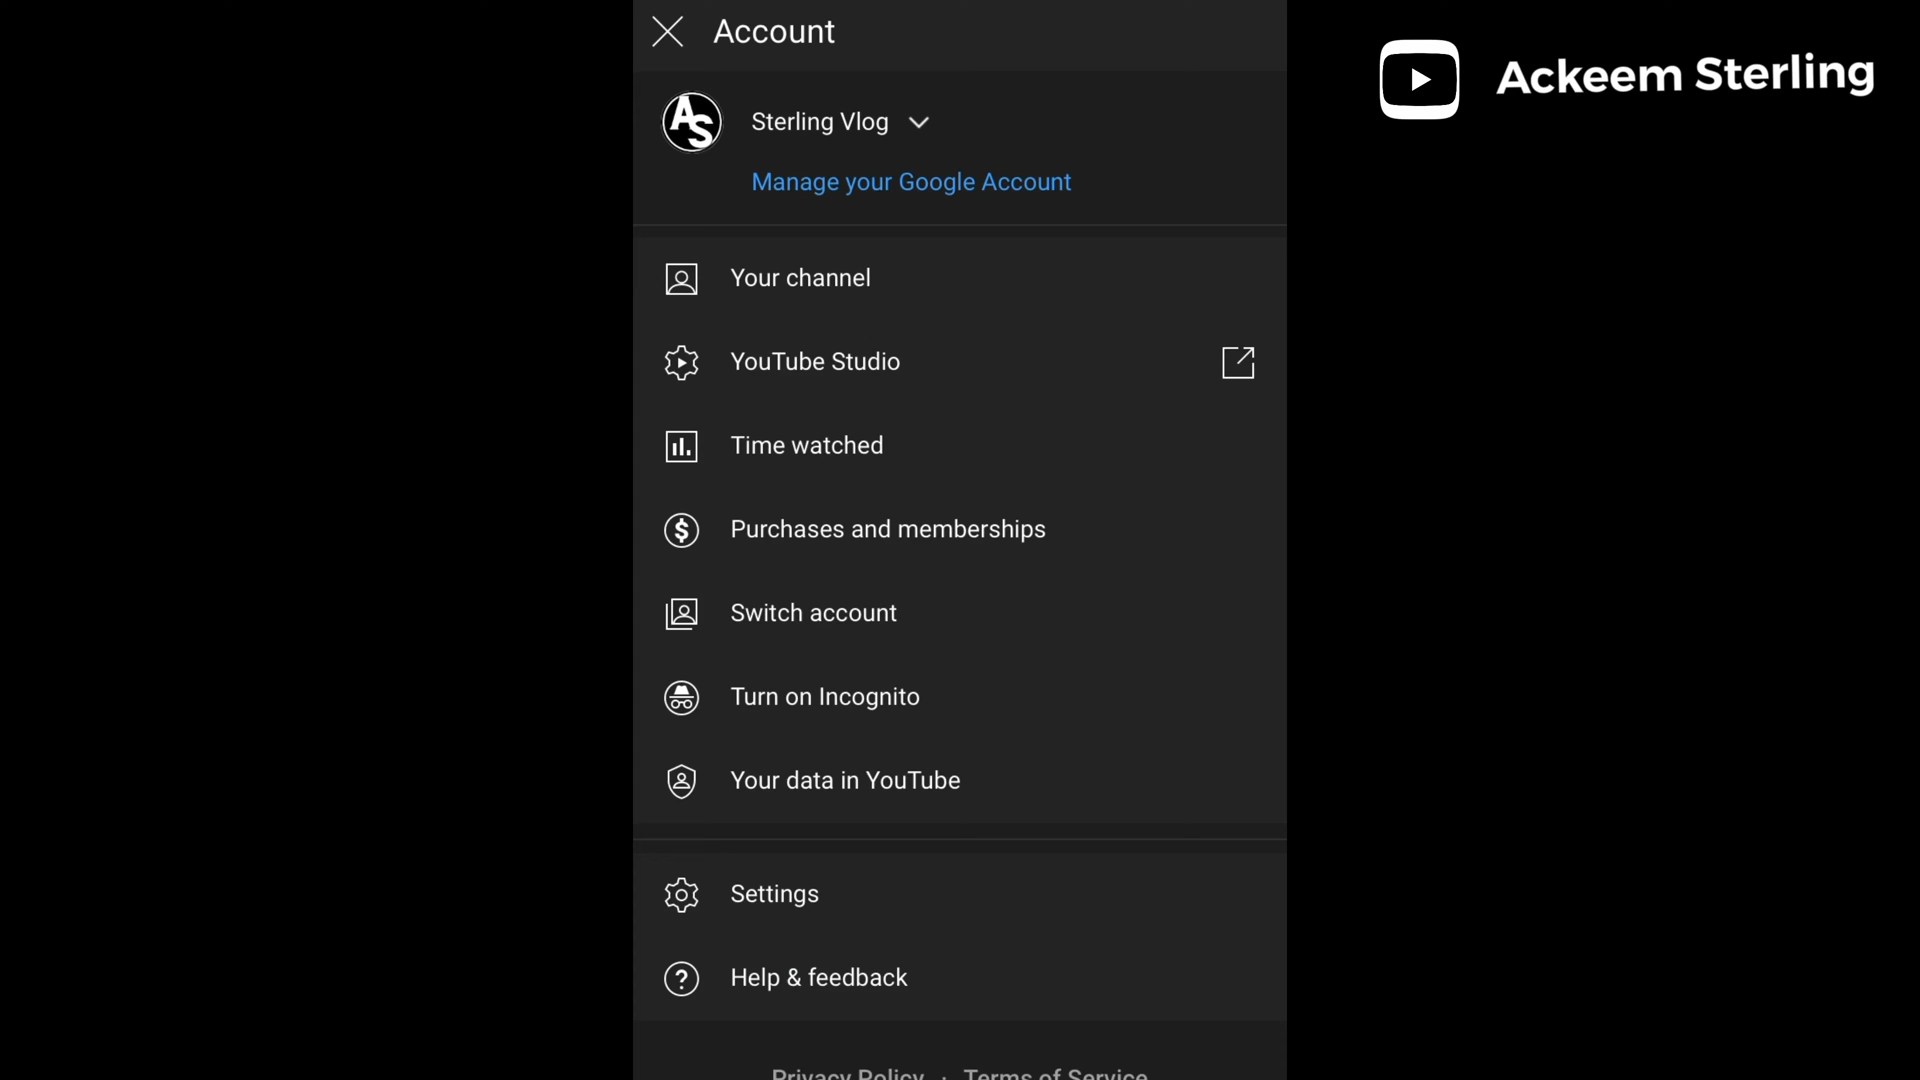 Account
Ackeem Sterling
AS
Sterling Vlog
Manage your Google Account
Your channel
YouTube Studio
Time watched
Purchases and memberships
Switch account
Turn on Incognito
Your data in YouTube
Settings
Help & feedback
Privacy Policy · Terms of Service